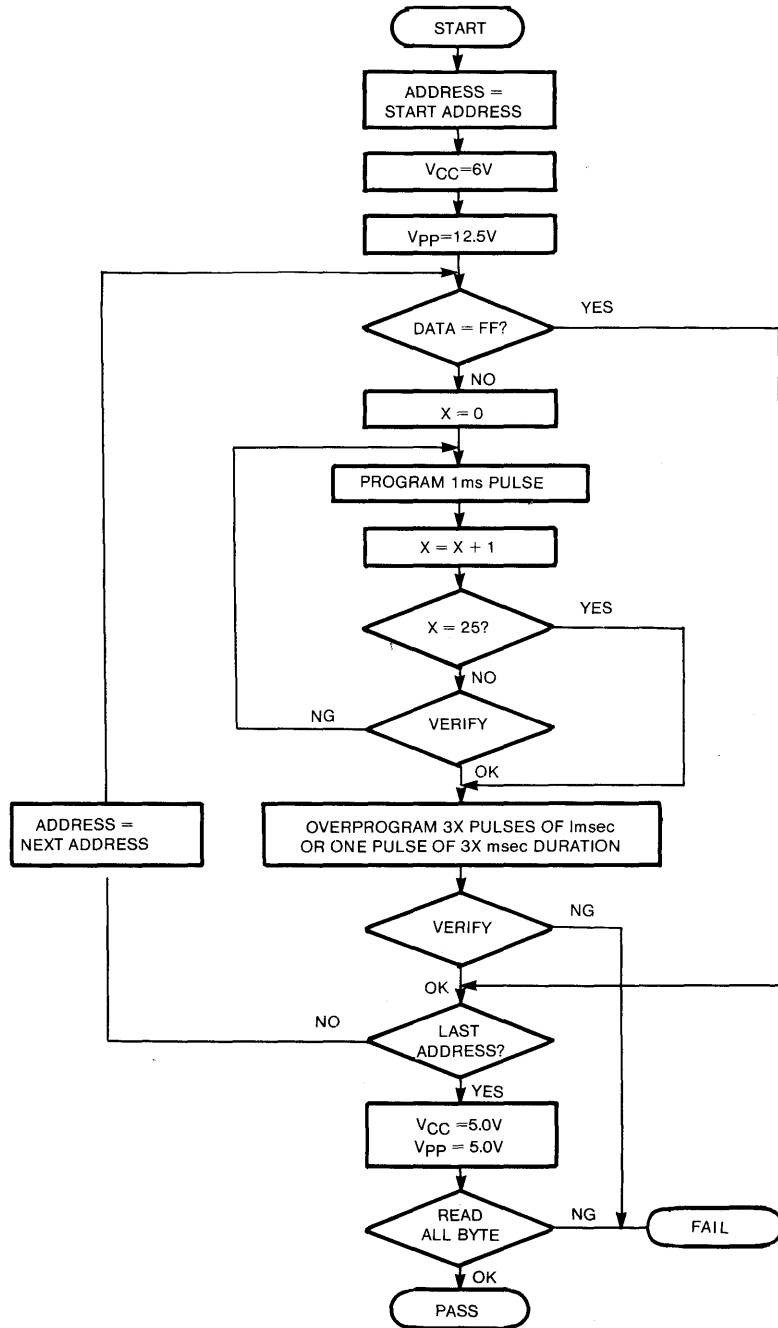 START
ADDRESS =
START ADDRESS
VCC=6V
VPP=12.5V
DATA = FF?
YES
NO
X = 0
PROGRAM 1ms PULSE
X = X + 1
X = 25?
YES
NO
VERIFY
NG
OK
ADDRESS =
NEXT ADDRESS
OVERPROGRAM 3X PULSES OF lmsec
OR ONE PULSE OF 3X msec DURATION
VERIFY
NG
OK
NO
LAST
ADDRESS?
YES
VCC =5.0V
VPP = 5.0V
READ
ALL BYTE
NG
FAIL
OK
PASS